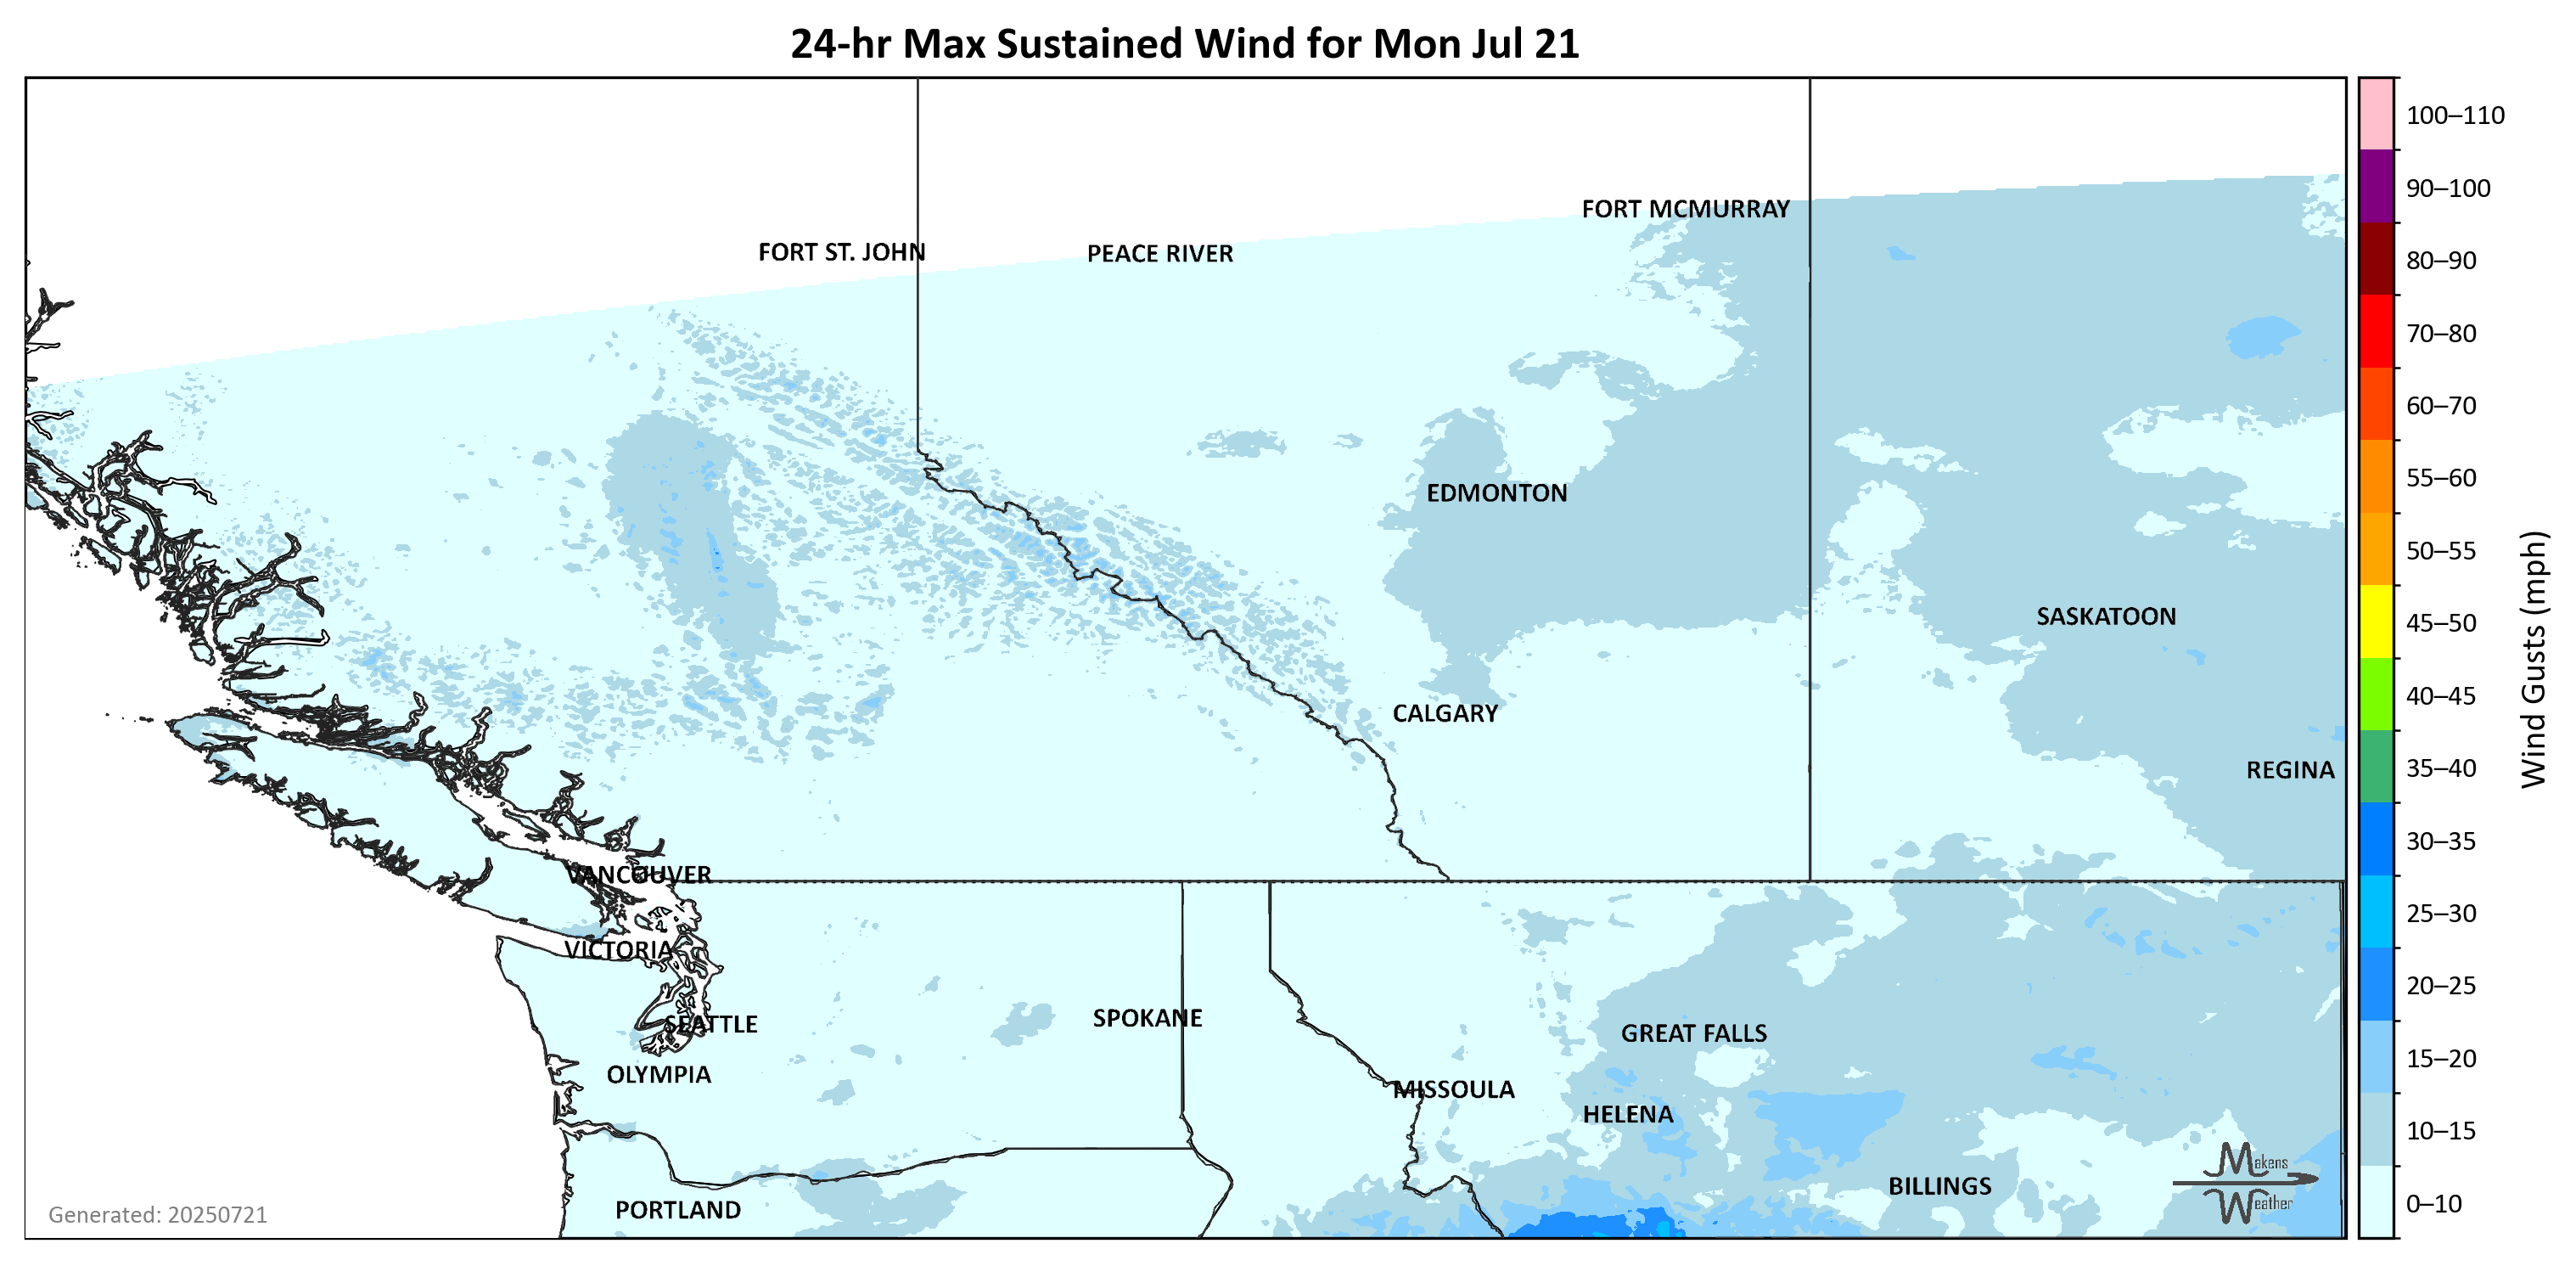 24-hr Max Sustained Wind for Mon Jul 21
FORT MCMURRAY
FORT ST. JOHN
PEACE RIVER
EDMONTON
SASKATOON
CALGARY
REGINA
VANCOUVER
VICTORIA
SEATTLE
SPOKANE
GREAT FALLS
OLYMPIA
MISSOULA
HELENA
BILLINGS
PORTLAND
Makens
Weather
Generated: 20250721
100–110
90–100
80–90
70–80
60–70
55–60
50–55
45–50
40–45
35–40
30–35
25–30
20–25
15–20
10–15
0–10
Wind Gusts (mph)